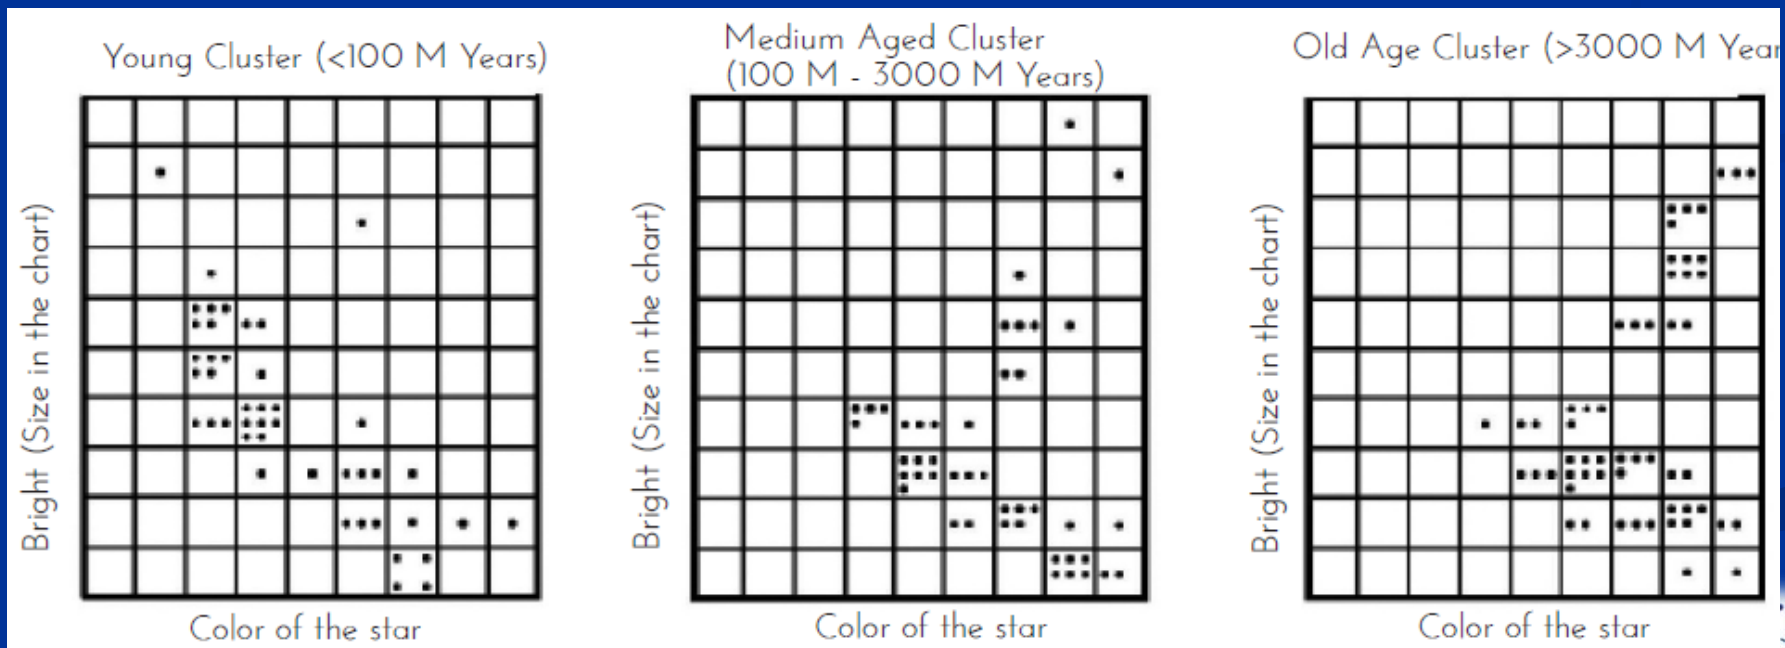 Young Cluster (<100 M Years)
Medium Aged Cluster
(100 M - 3000 M Years)
Old Age Cluster (>3000 M Year
Bright (Size in the chart)
Bright (Size in the chart)
Bright (Size in the chart)
Color of the star
Color of the star
Color of the star